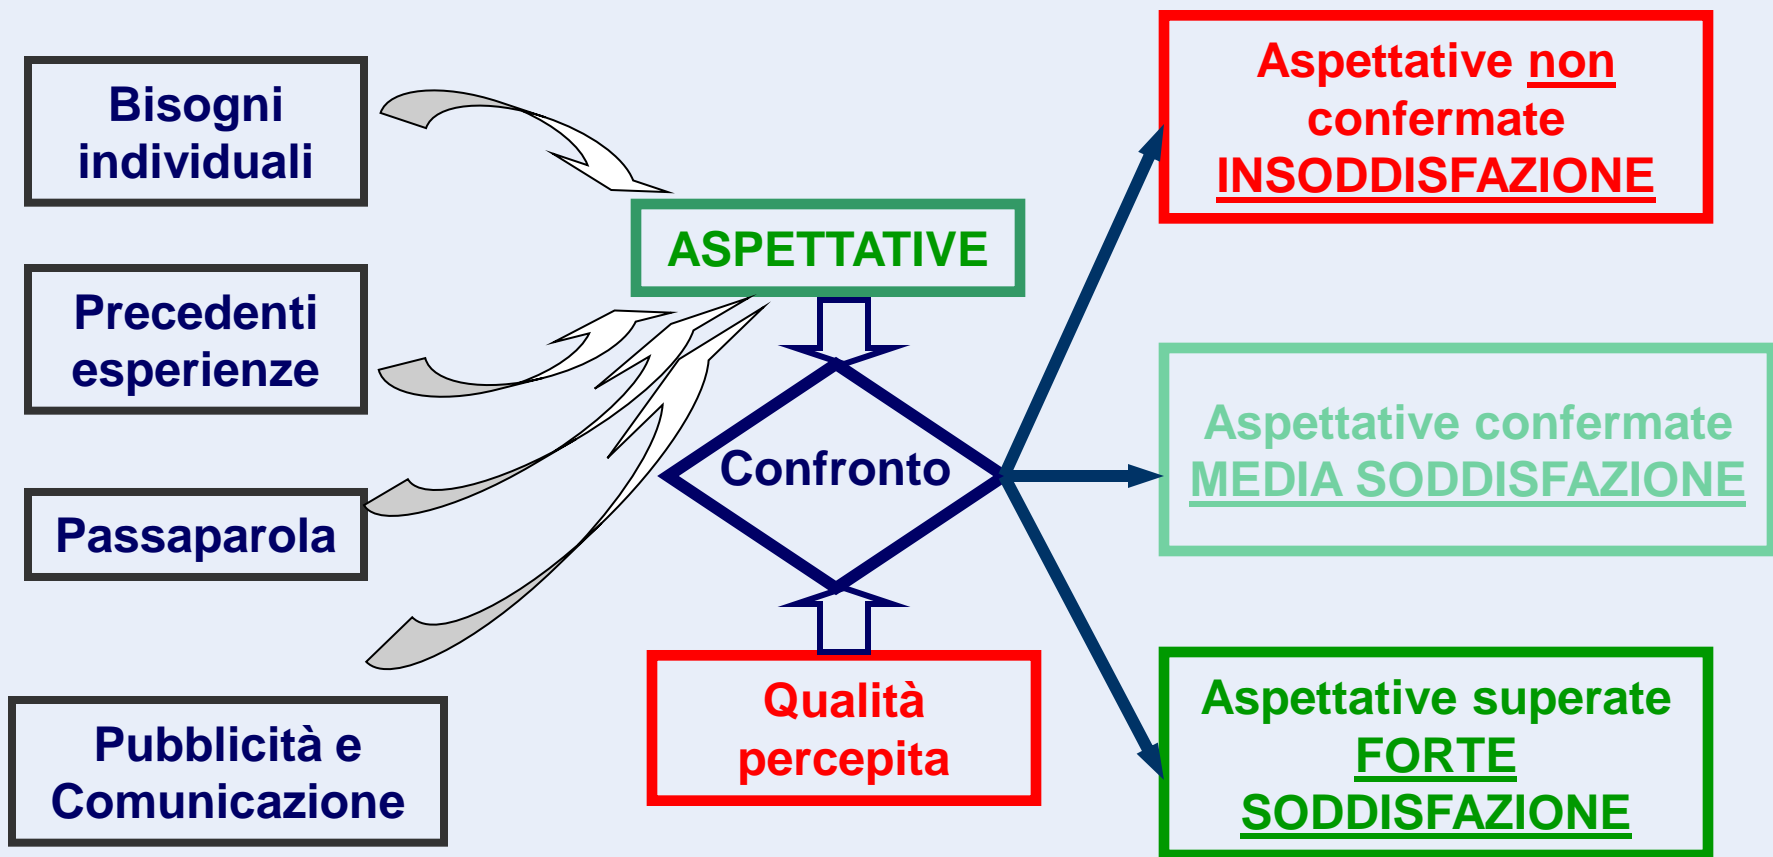 Bisogni
individuali
Precedenti
esperienze
Passaparola
Pubblicità e
Comunicazione
ASPETTATIVE
Confronto
Qualità
percepita
Aspettative non
confermate
INSODDISFAZIONE
Aspettative confermate
MEDIA SODDISFAZIONE
Aspettative superate
FORTE
SODDISFAZIONE